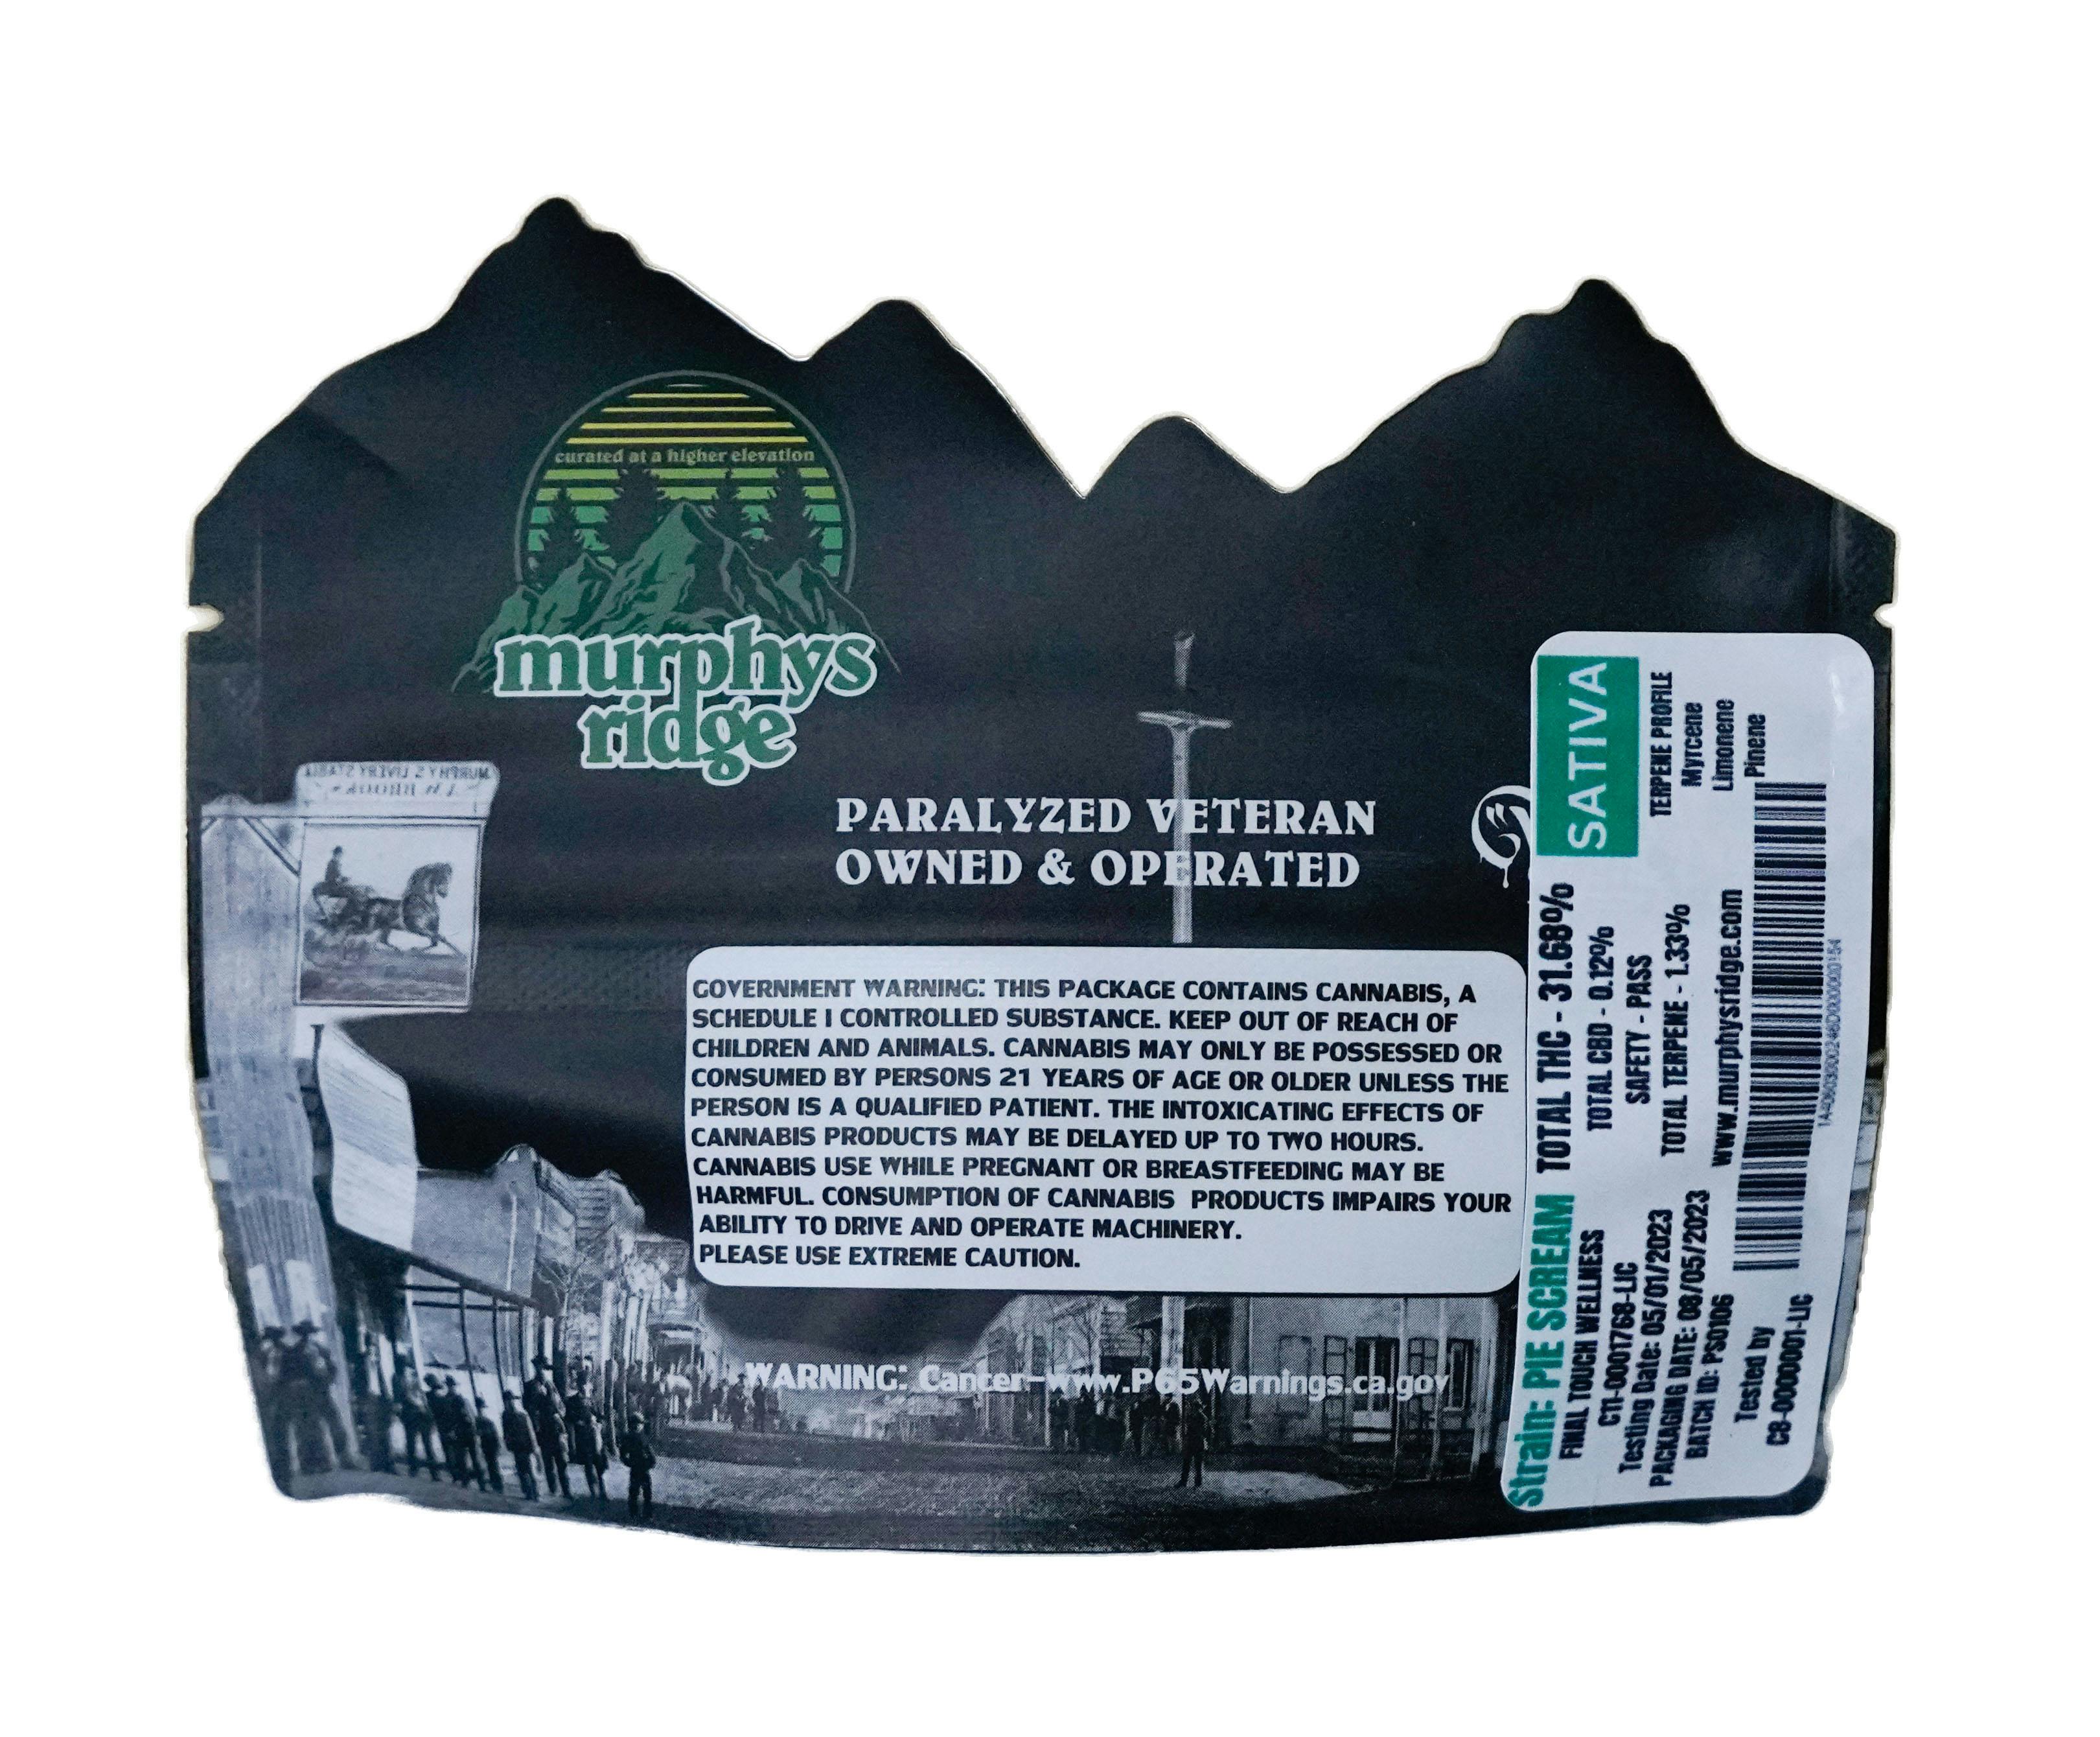 curated at a higher elevation
murphys
ridge
MURPHY'S LIVERY STABLE
PARALYZED VETERAN
OWNED & OPERATED
GOVERNMENT WARNING: THIS PACKAGE CONTAINS CANNABIS, A
SCHEDULE I CONTROLLED SUBSTANCE. KEEP OUT OF REACH OF
CHILDREN AND ANIMALS. CANNABIS MAY ONLY BE POSSESSED OR
CONSUMED BY PERSONS 21 YEARS OF AGE OR OLDER UNLESS THE
PERSON IS A QUALIFIED PATIENT. THE INTOXICATING EFFECTS OF
CANNABIS PRODUCTS MAY BE DELAYED UP TO TWO HOURS.
CANNABIS USE WHILE PREGNANT OR BREASTFEEDING MAY BE
HARMFUL. CONSUMPTION OF CANNABIS PRODUCTS IMPAIRS YOUR
ABILITY TO DRIVE AND OPERATE MACHINERY.
PLEASE USE EXTREME CAUTION.
WARNING: Cancer-www.P65Warnings.ca.gov
Strain: PIE SCREAM
FINAL TOUCH WELLNESS
C11-0001768-LIC
Testing Date: 05/01/2023
PACKAGING DATE: 08/05/2023
BATCH ID: PS0106
Tested by
C8-0000001-LIC
TOTAL THC - 31.68%
TOTAL CBD - 0.12%
SAFETY - PASS
TOTAL TERPENE - 1.33%
www.murphysridge.com
SATIVA
TERPENE PROFILE
Myrcene
Limonene
Pinene